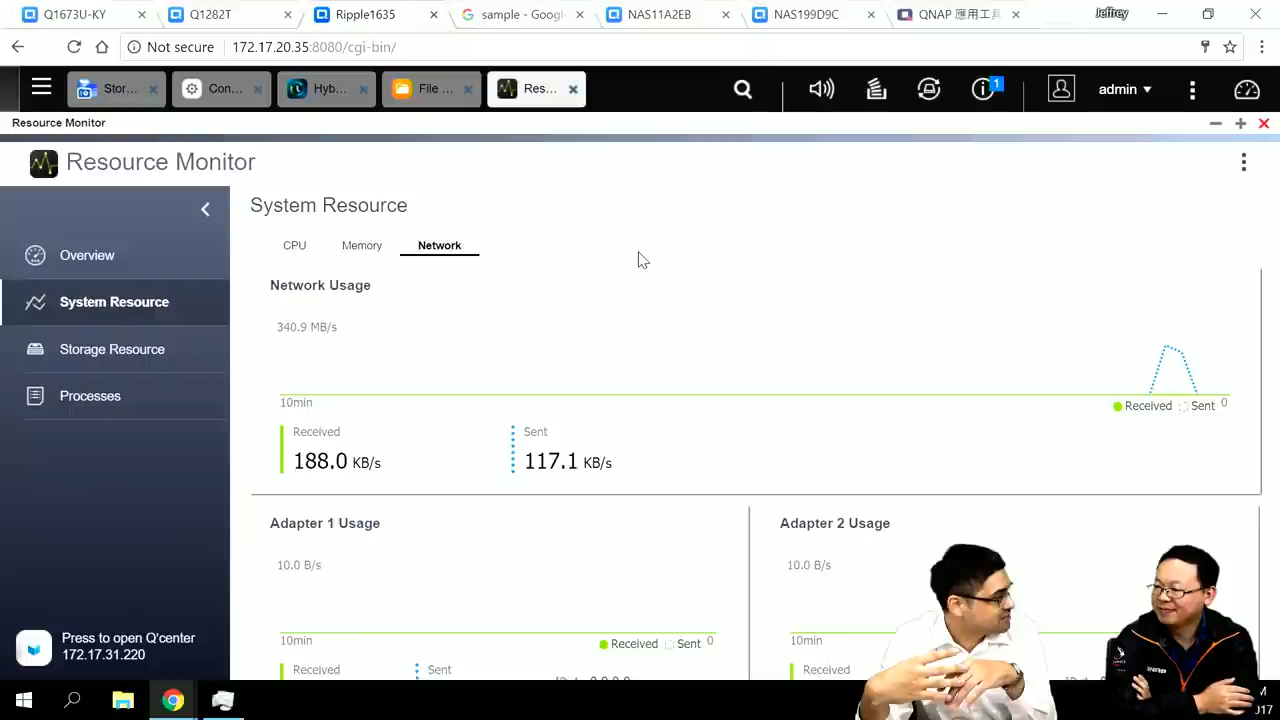 Q1673U-KY
Q1282T
Ripple1635
sample - Googl
NAS11A2EB
NAS199D9C
QNAP 應用工具
Jeffrey
Not secure
172.17.20.35:8080/cgi-bin/
Stor...
Con...
Hyb...
File ...
Res...
1
admin
Resource Monitor
Resource Monitor
System Resource
Overview
System Resource
Storage Resource
Processes
CPU
Memory
Network
Network Usage
340.9 MB/s
10min
0
Received
Sent
Received
Sent
188.0 KB/s
117.1 KB/s
Adapter 1 Usage
Adapter 2 Usage
10.0 B/s
10.0 B/s
10min
Received
Sent
0
10min
Received
Sent
Received
Press to open Q'center
172.17.31.220
M
017